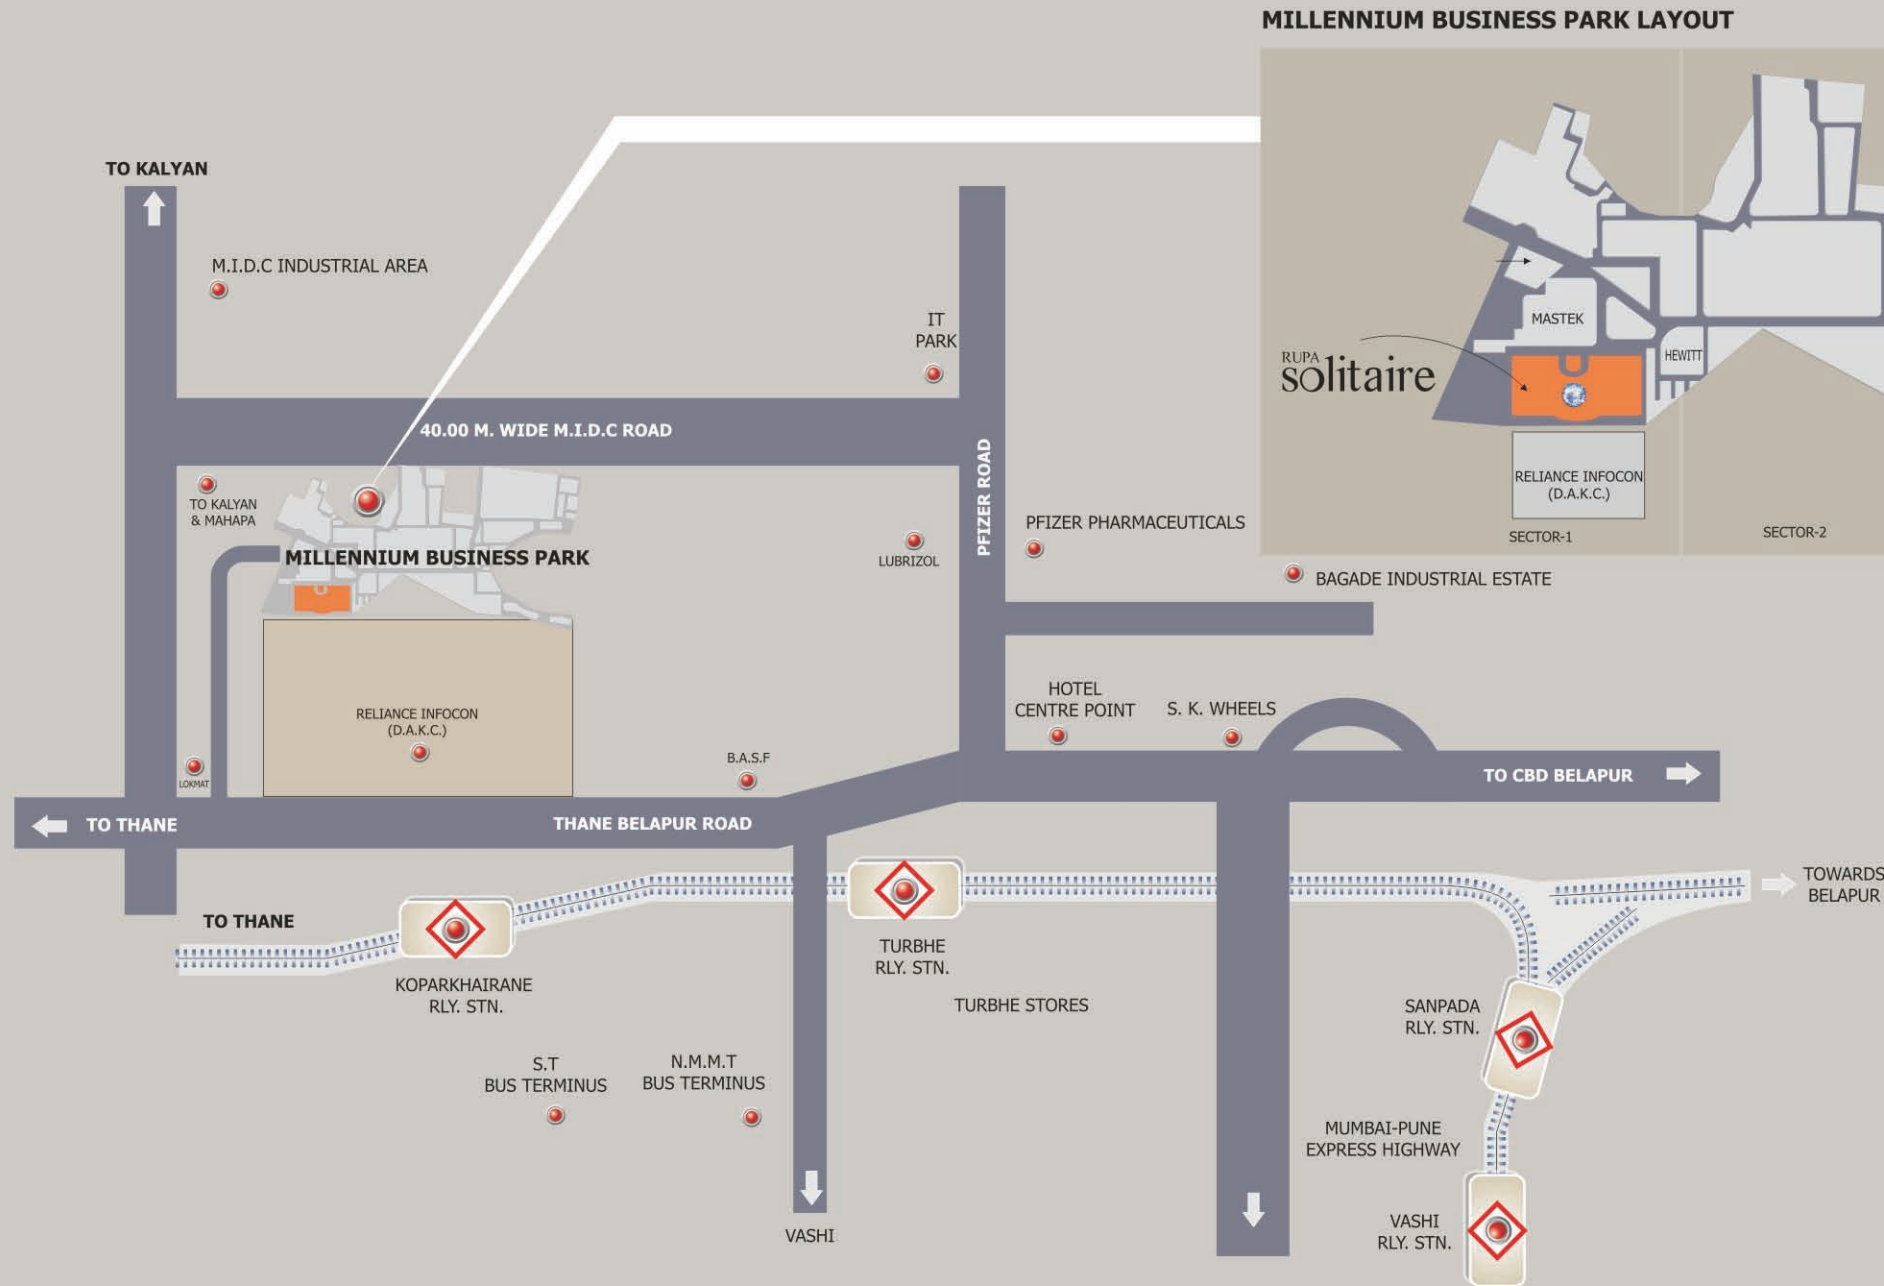 MILLENNIUM BUSINESS PARK LAYOUT
TO KALYAN
M.I.D.C INDUSTRIAL AREA
IT
PARK
MASTEK
HEWITT
RUPA
solitaire
RELIANCE INFOCON
(D.A.K.C.)
SECTOR-1
SECTOR-2
40.00 M. WIDE M.I.D.C ROAD
PFIZER ROAD
TO KALYAN
& MAHAPA
MILLENNIUM BUSINESS PARK
LUBRIZOL
PFIZER PHARMACEUTICALS
BAGADE INDUSTRIAL ESTATE
RELIANCE INFOCON
(D.A.K.C.)
HOTEL
CENTRE POINT
S. K. WHEELS
B.A.S.F
LOKMAT
TO CBD BELAPUR
TO THANE
THANE BELAPUR ROAD
TOWARDS
BELAPUR
TO THANE
KOPARKHAIRANE
RLY. STN.
TURBHE
RLY. STN.
TURBHE STORES
SANPADA
RLY. STN.
S.T
BUS TERMINUS
N.M.M.T
BUS TERMINUS
MUMBAI-PUNE
EXPRESS HIGHWAY
VASHI
VASHI
RLY. STN.